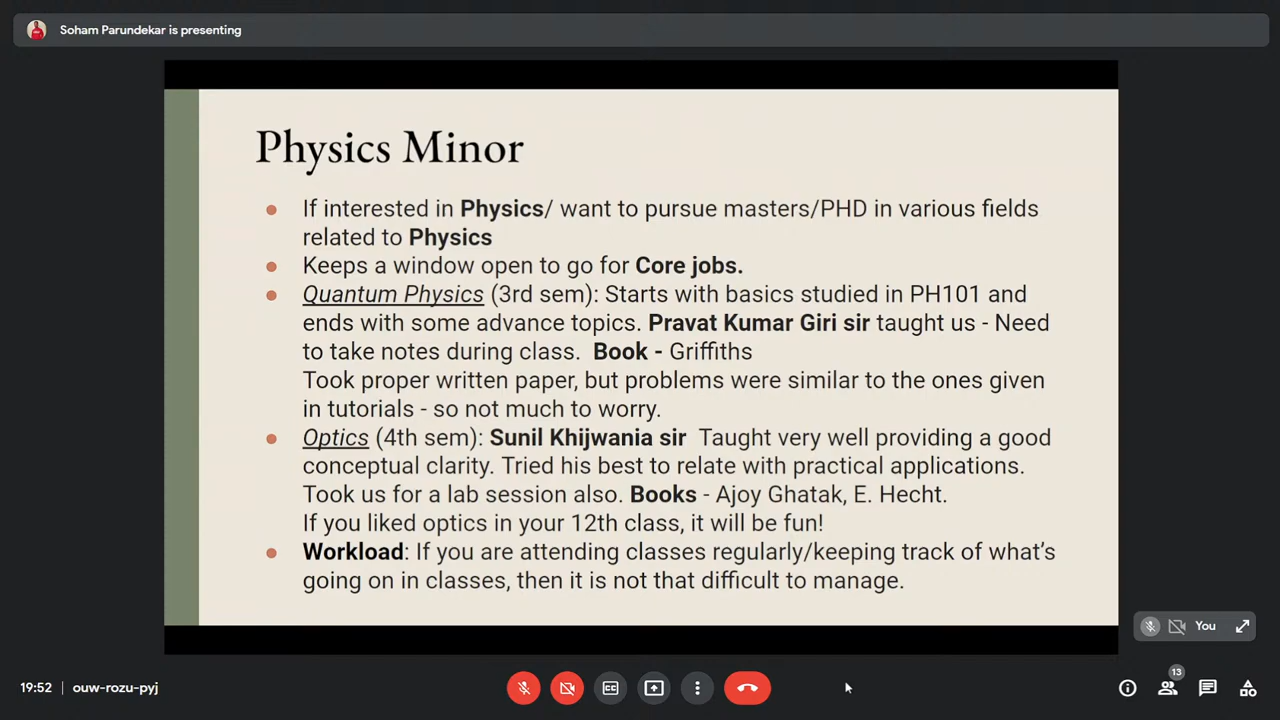 Soham Parundekar is presenting
Physics Minor
If interested in Physics/ want to pursue masters/PHD in various fields
related to Physics
Keeps a window open to go for Core jobs.
Quantum Physics (3rd sem): Starts with basics studied in PH101 and
ends with some advance topics. Pravat Kumar Giri sir taught us - Need
to take notes during class. Book - Griffiths
Took proper written paper, but problems were similar to the ones given
in tutorials - so not much to worry.
Optics (4th sem): Sunil Khijwania sir Taught very well providing a good
conceptual clarity. Tried his best to relate with practical applications.
Took us for a lab session also. Books - Ajoy Ghatak, E. Hecht.
If you liked optics in your 12th class, it will be fun!
Workload: If you are attending classes regularly/keeping track of what's
going on in classes, then it is not that difficult to manage.
You
19:52 | ouw-rozu-pyj
CC
13